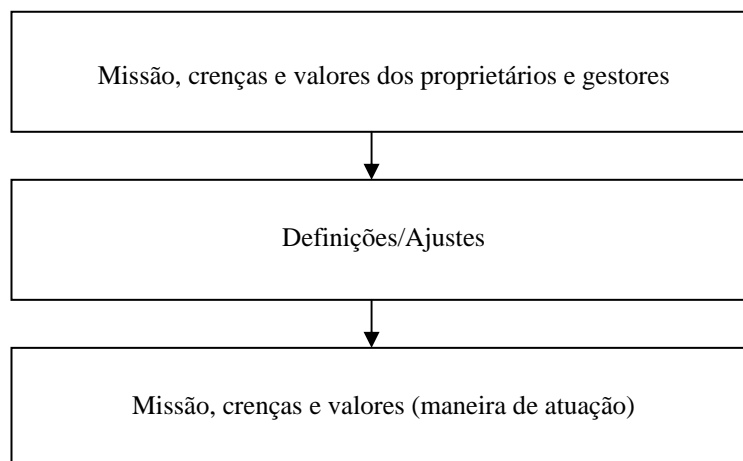 Missão, crenças e valores dos proprietários e gestores
Definições/Ajustes
Missão, crenças e valores (maneira de atuação)